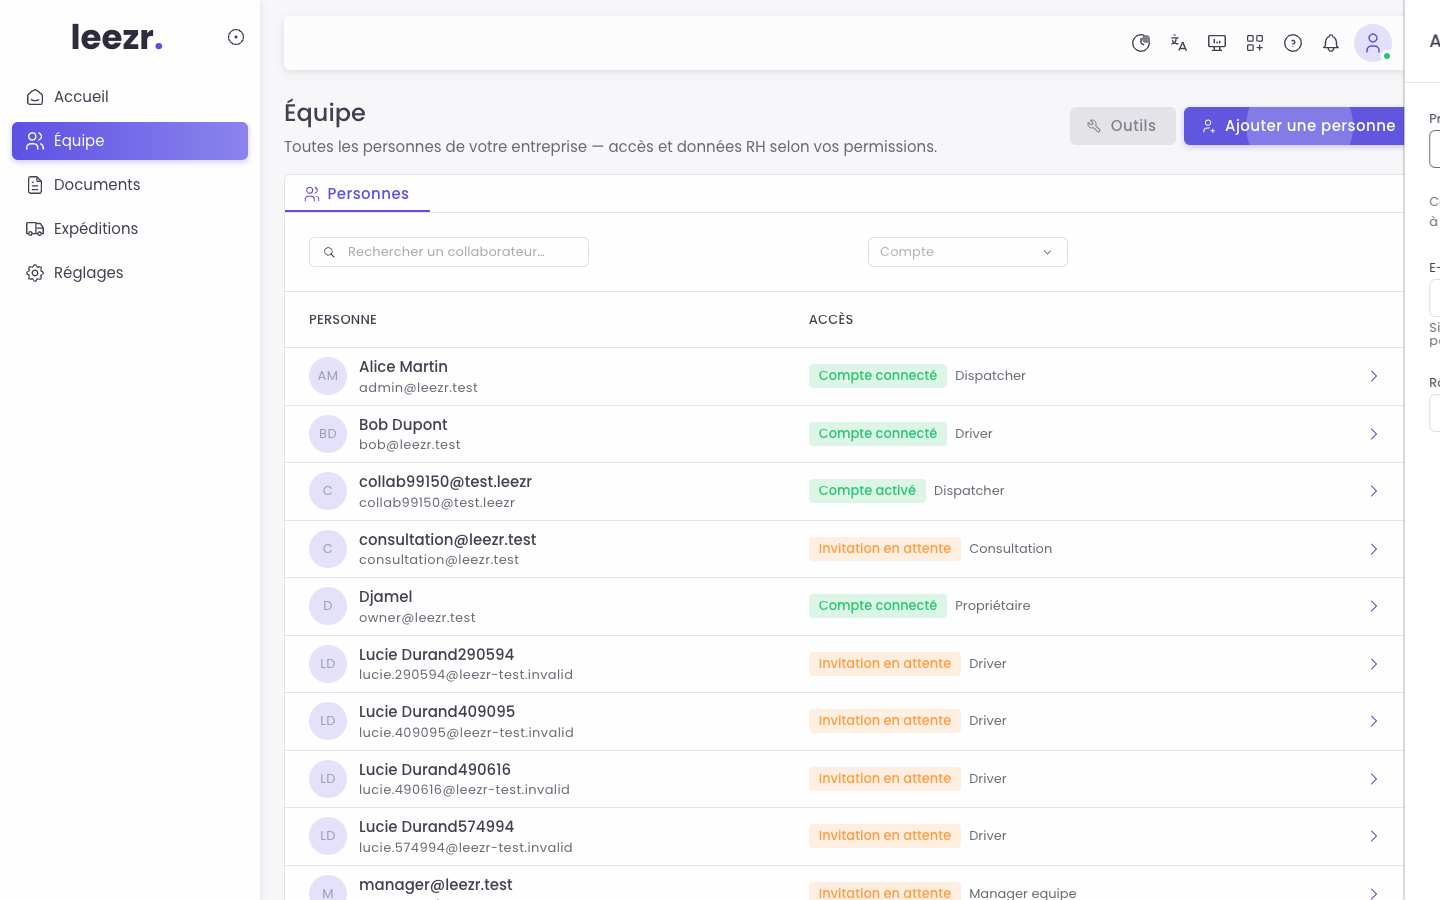 leezr.
Accueil
Équipe
Documents
Expéditions
Réglages
Équipe
Toutes les personnes de votre entreprise — accès et données RH selon vos permissions.
Outils
Ajouter une personne
Personnes
Rechercher un collaborateur...
Compte
PERSONNE
ACCÈS
AM
Alice Martin
admin@leezr.test
Compte connecté
Dispatcher
BD
Bob Dupont
bob@leezr.test
Compte connecté
Driver
C
collab99150@test.leezr
collab99150@test.leezr
Compte activé
Dispatcher
C
consultation@leezr.test
consultation@leezr.test
Invitation en attente
Consultation
D
Djamel
owner@leezr.test
Compte connecté
Propriétaire
LD
Lucie Durand290594
lucie.290594@leezr-test.invalid
Invitation en attente
Driver
LD
Lucie Durand409095
lucie.409095@leezr-test.invalid
Invitation en attente
Driver
LD
Lucie Durand490616
lucie.490616@leezr-test.invalid
Invitation en attente
Driver
LD
Lucie Durand574994
lucie.574994@leezr-test.invalid
Invitation en attente
Driver
M
manager@leezr.test
Invitation en attente
Manager equipe
à
E-